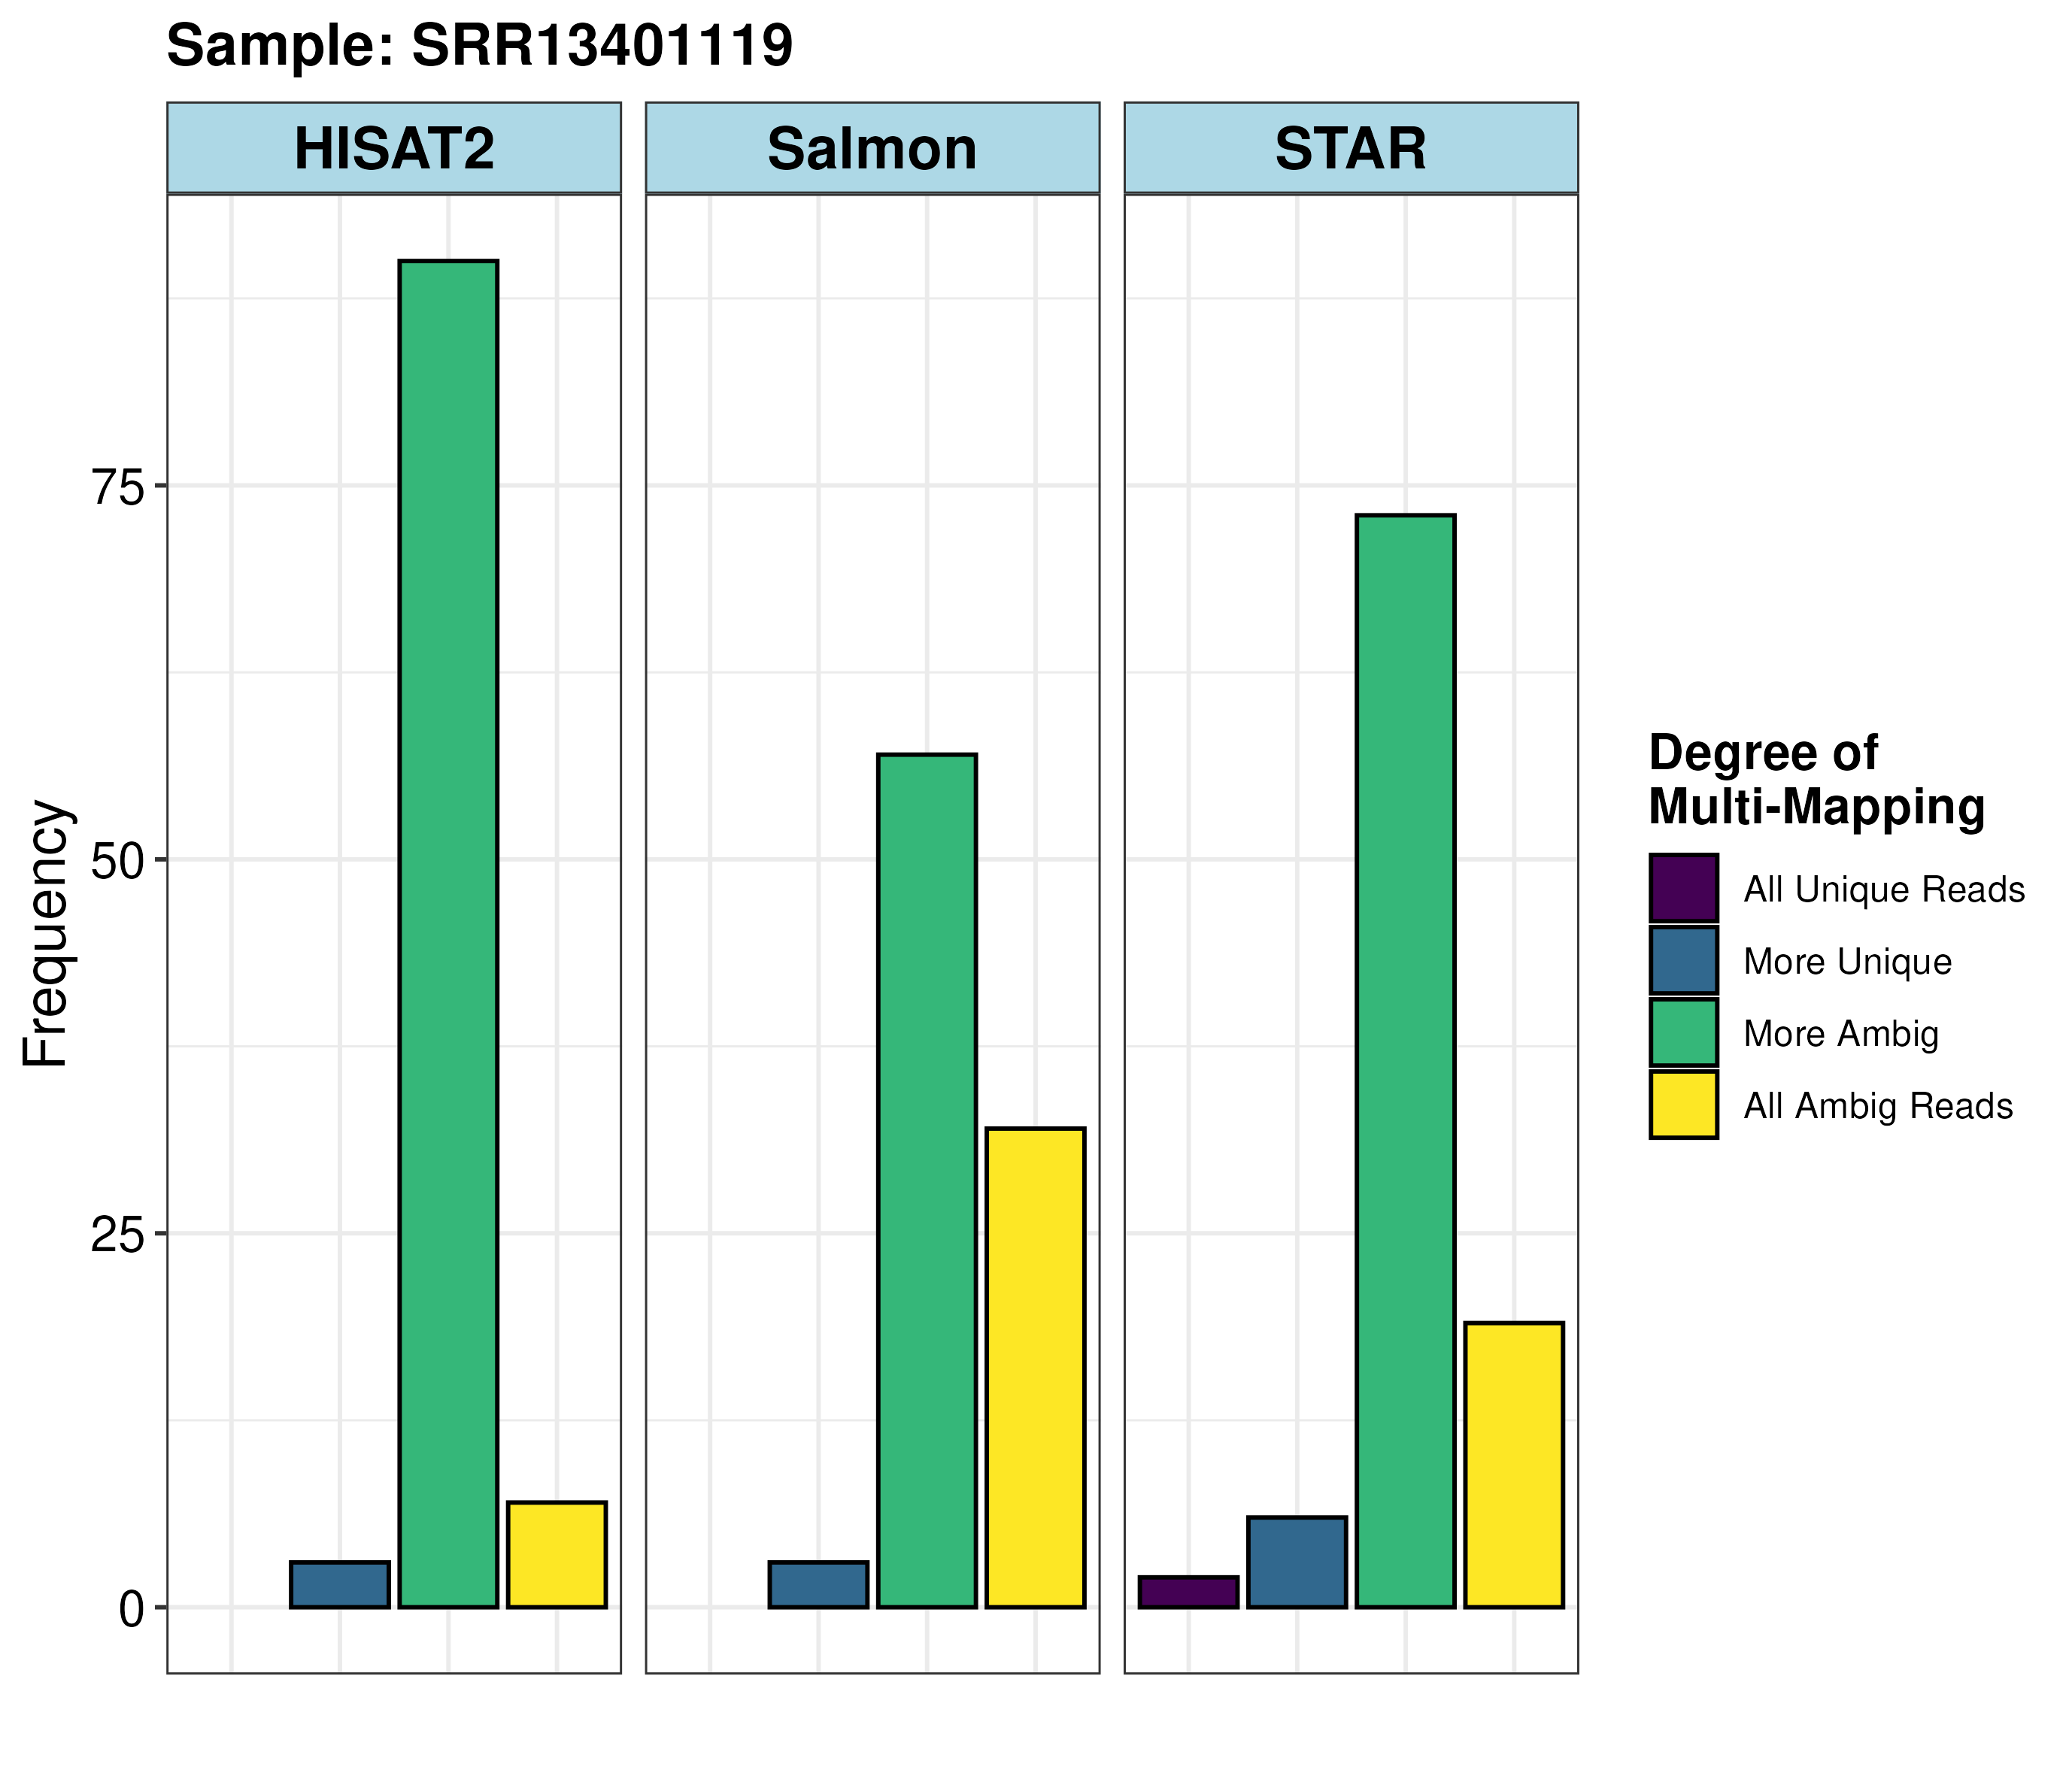 Sample: SRR13401119
HISAT2
Salmon
STAR
75
50
25
0
Frequency
Degree of
Multi-Mapping
All Unique Reads
More Unique
More Ambig
All Ambig Reads